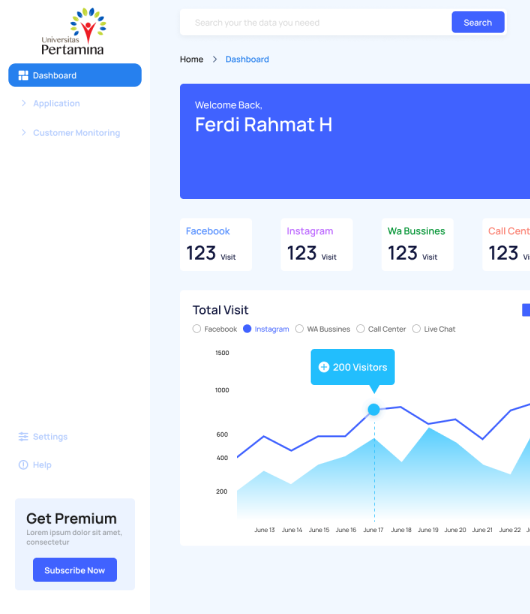 Universitas
Pertamina
Dashboard
Application
Customer Monitoring
Settings
Help
Get Premium
Lorem ipsum dolor sit amet,
consectetur
Subscribe Now
Search your the data you neeed
Search
Home > Dashboard
Welcome Back,
Ferdi Rahmat H
Facebook
123 Visit
Instagram
123 Visit
Wa Bussines
123 Visit
Call Cent
123 Vi
Total Visit
Facebook Instagram WA Bussines Call Center Live Chat
200 Visitors
1500
1000
600
400
200
June 13 June 14 June 15 June 16 June 17 June 18 June 19 June 20 June 21 June 22